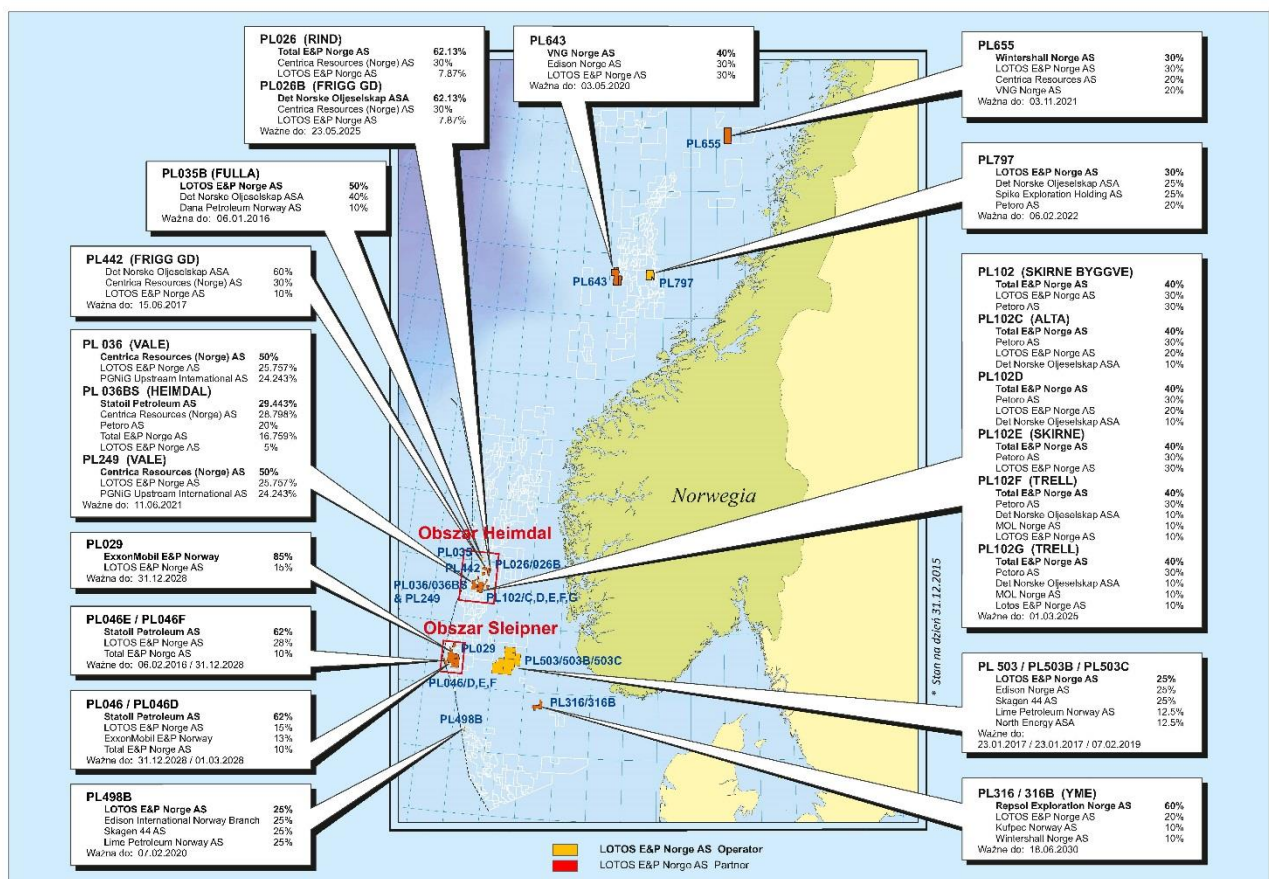 PL026 (RIND)
Total E&P Norge AS 62.13%
Centrica Resources (Norge) AS 30%
LOTOS E&P Norge AS 7.87%
PL026B (FRIGG GD)
Det Norske Oljeselskap ASA 62.13%
Centrica Resources (Norge) AS 30%
LOTOS E&P Norge AS 7.87%
Ważne do: 23.05.2025
PL643
VNG Norge AS 40%
Edison Norge AS 30%
LOTOS E&P Norge AS 30%
Ważna do: 03.05.2020
PL655
Wintershall Norge AS 30%
LOTOS E&P Norge AS 30%
Centrica Resources AS 20%
VNG Norge AS 20%
Ważna do: 03.11.2021
PL035B (FULLA)
LOTOS E&P Norge AS 50%
Det Norske Oljeselskap ASA 40%
Dana Petroleum Norway AS 10%
Ważna do: 06.01.2016
PL797
LOTOS E&P Norge AS 30%
Det Norske Oljeselskap ASA 25%
Spike Exploration Holding AS 25%
Petoro AS 20%
Ważna do: 06.02.2022
PL442 (FRIGG GD)
Det Norske Oljeselskap ASA 60%
Centrica Resources (Norge) AS 30%
LOTOS E&P Norge AS 10%
Ważna do: 15.06.2017
PL 036 (VALE)
Centrica Resources (Norge) AS 50%
LOTOS E&P Norge AS 25.757%
PGNiG Upstream International AS 24.243%
PL 036BS (HEIMDAL)
Statoil Petroleum AS 29.443%
Centrica Resources (Norge) AS 28.798%
Petoro AS 20%
Total E&P Norge AS 16.759%
LOTOS E&P Norge AS 5%
PL249 (VALE)
Centrica Resources (Norge) AS 50%
LOTOS E&P Norge AS 25.757%
PGNiG Upstream International AS 24.243%
Ważna do: 11.06.2021
PL029
ExxonMobil E&P Norway 85%
LOTOS E&P Norge AS 15%
Ważna do: 31.12.2028
PL046E / PL046F
Statoil Petroleum AS 62%
LOTOS E&P Norge AS 28%
Total E&P Norge AS 10%
Ważna do: 06.02.2016 / 31.12.2028
PL046 / PL046D
Statoil Petroleum AS 62%
LOTOS E&P Norge AS 15%
ExxonMobil E&P Norway 13%
Total E&P Norge AS 10%
Ważna do: 31.12.2028 / 01.03.2028
PL498B
LOTOS E&P Norge AS 25%
Edison International Norway Branch 25%
Skagen 44 AS 25%
Lime Petroleum Norway AS 25%
Ważna do: 07.02.2020
PL102 (SKIRNE BYGGVE)
Total E&P Norge AS 40%
LOTOS E&P Norge AS 30%
Petoro AS 30%
PL102C (ALTA)
Total E&P Norge AS 40%
Petoro AS 30%
LOTOS E&P Norge AS 20%
Det Norske Oljeselskap ASA 10%
PL102D
Total E&P Norge AS 40%
Petoro AS 30%
LOTOS E&P Norge AS 20%
Det Norske Oljeselskap ASA 10%
PL102E (SKIRNE)
Total E&P Norge AS 40%
Petoro AS 30%
LOTOS E&P Norge AS 30%
PL102F (TRELL)
Total E&P Norge AS 40%
Petoro AS 30%
Det Norske Oljeselskap ASA 10%
MOL Norge AS 10%
LOTOS E&P Norge AS 10%
PL102G (TRELL)
Total E&P Norge AS 40%
Petoro AS 30%
Det Norske Oljeselskap ASA 10%
MOL Norge AS 10%
Lotos E&P Norge AS 10%
Ważne do: 01.03.2025
PL 503 / PL503B / PL503C
LOTOS E&P Norge AS 25%
Edison Norge AS 25%
Skagen 44 AS 25%
Lime Petroleum Norway AS 12.5%
North Energy ASA 12.5%
Ważne do:
23.01.2017 / 23.01.2017 / 07.02.2019
PL316 / 316B (YME)
Repsol Exploration Norge AS 60%
LOTOS E&P Norge AS 20%
Kufpec Norway AS 10%
Wintershall Norge AS 10%
Ważne do: 18.06.2030
PL655
PL643
PL797
Norwegia
Obszar Heimdal
PL035
PL442
PL026/026B
PL036/036BS
& PL249
PL102/C,D,E,F,G
Obszar Sleipner
PL029
PL503/503B/503C
PL046/D,E,F
PL316/316B
PL498B
* Stan na dzień 31.12.2015
LOTOS E&P Norge AS Operator
LOTOS E&P Norge AS Partner